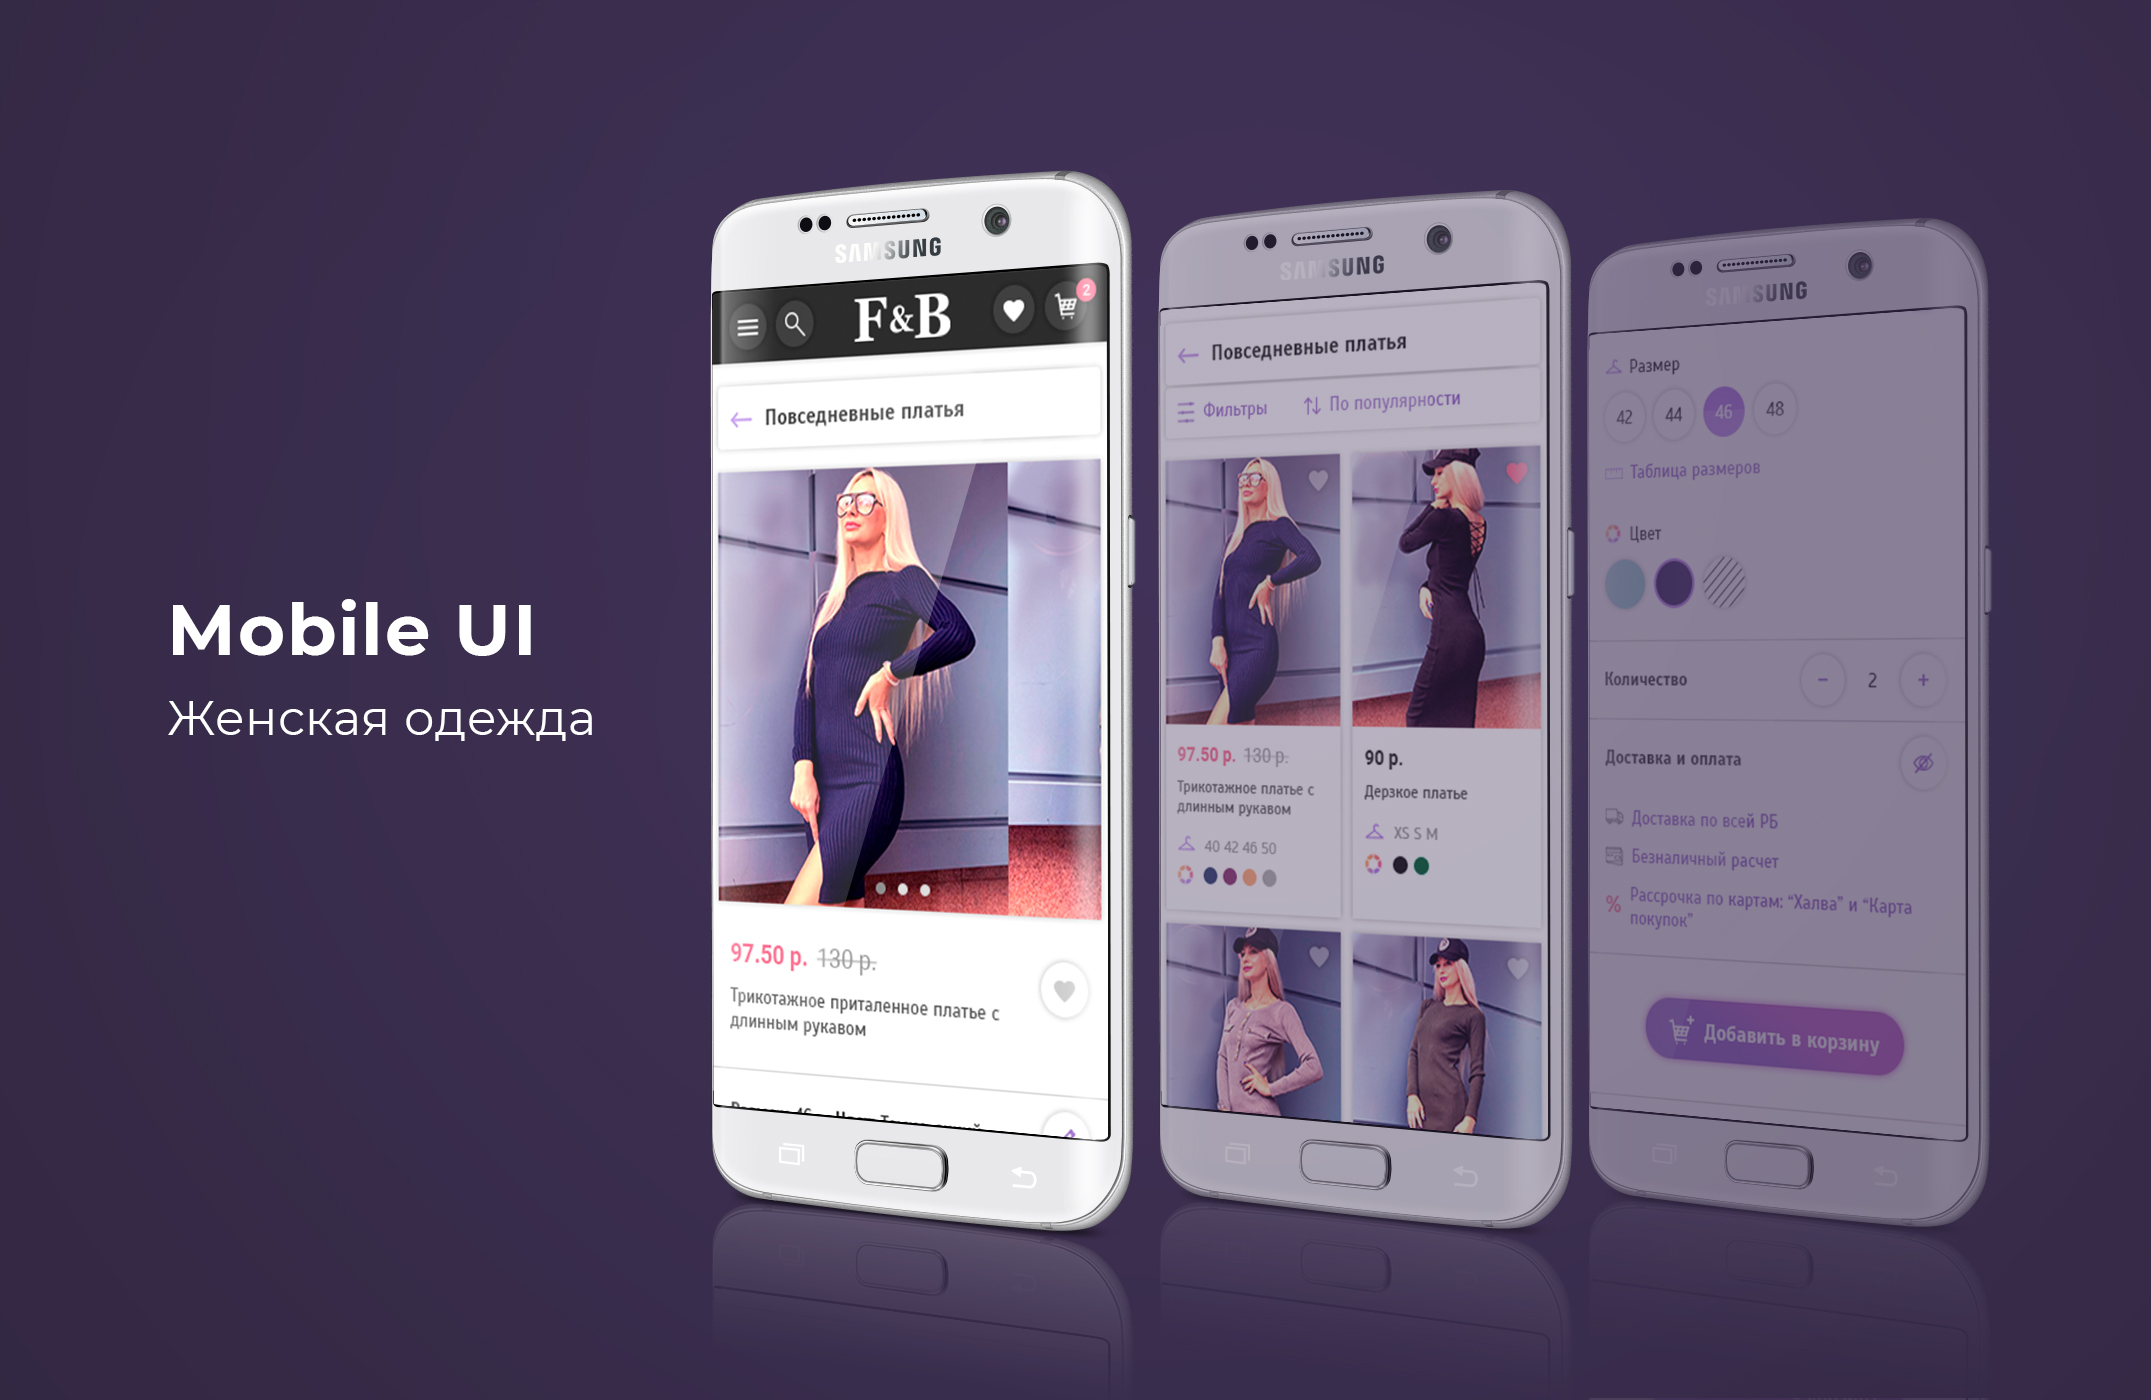 Mobile UI
Женская одежда
SAMSUNG
F&B
2
Повседневные платья
97.50 р. 130 р.
Трикотажное приталенное платье с
длинным рукавом
SAMSUNG
Повседневные платья
Фильтры
По популярности
97.50 р. 130 р.
Трикотажное платье с
длинным рукавом
40 42 46 50
90 р.
Дерзкое платье
XS S M
SAMSUNG
Размер
42 44 46 48
Таблица размеров
Цвет
Количество
− 2 +
Доставка и оплата
Доставка по всей РБ
Безналичный расчет
% Рассрочка по картам: “Халва” и “Карта
покупок”
Добавить в корзину